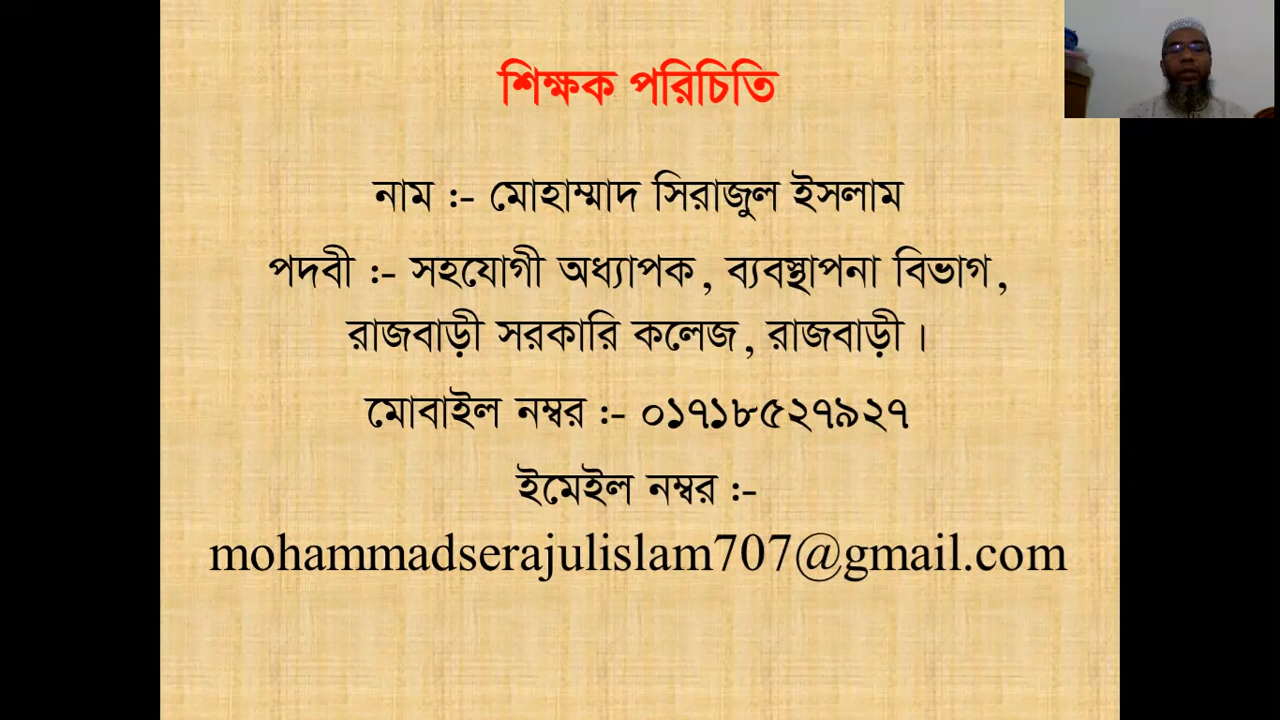 শিক্ষক পরিচিতি
নাম :- মোহাম্মাদ সিরাজুল ইসলাম
পদবী :- সহযোগী অধ্যাপক, ব্যবস্থাপনা বিভাগ,
রাজবাড়ী সরকারি কলেজ, রাজবাড়ী ।
মোবাইল নম্বর :- ০১৭১৮৫২৭৯২৭
ইমেইল নম্বর :-
mohammadserajulislam707@gmail.com